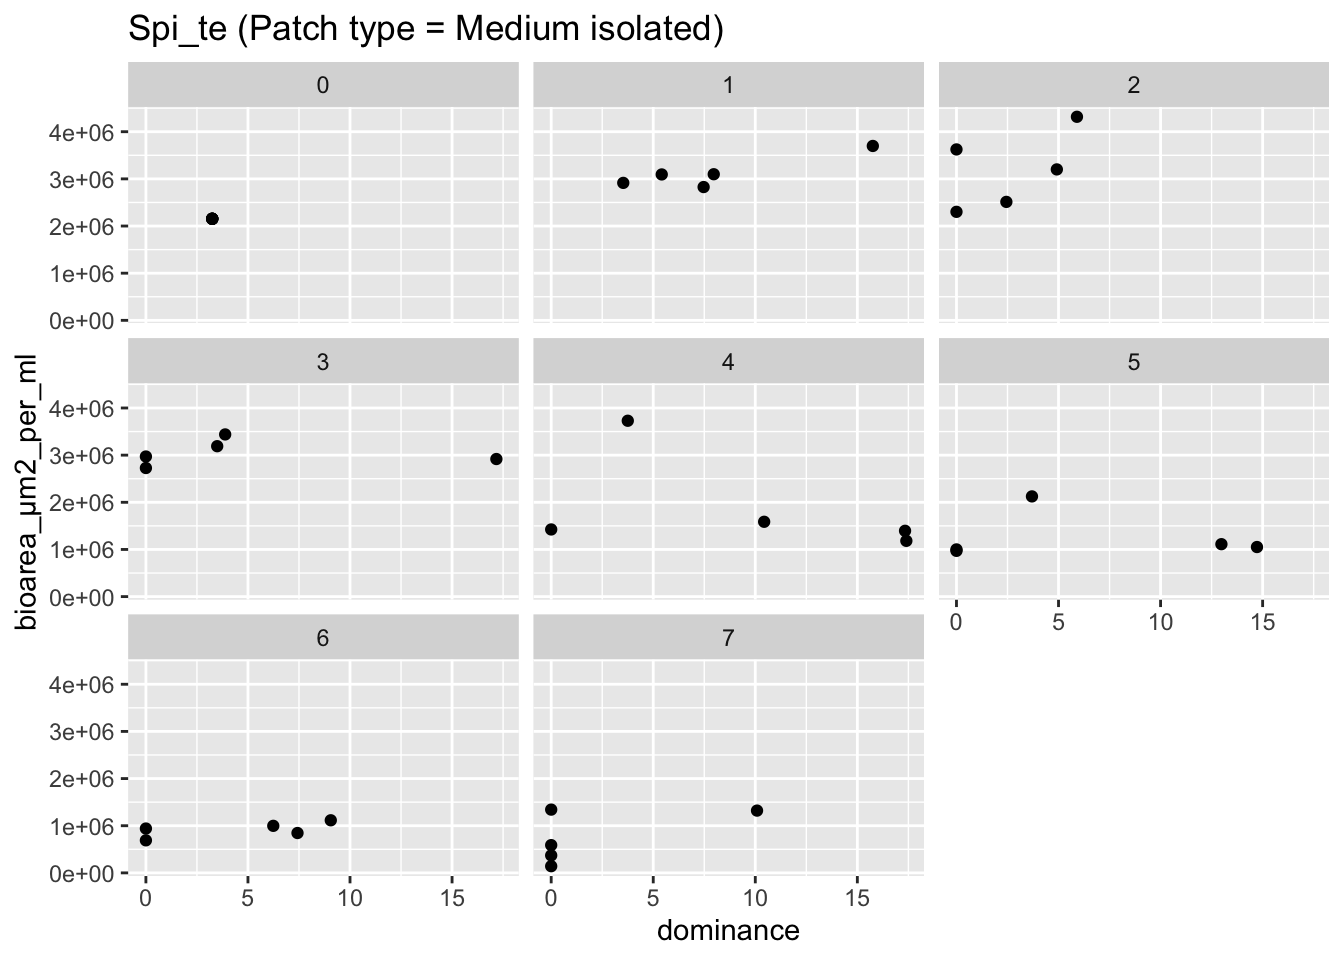 Spi_te (Patch type = Medium isolated)
0
1
2
4e+06
3e+06
2e+06
1e+06
0e+00
3
4
5
4e+06
3e+06
2e+06
1e+06
0e+00
0 5 10 15
6
7
4e+06
3e+06
2e+06
1e+06
0e+00
0 5 10 15
0 5 10 15
dominance
bioarea_µm2_per_ml